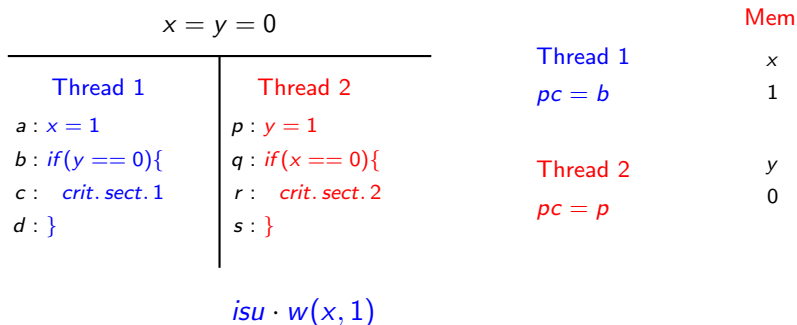 x = y = 0
Thread 1
a : x = 1
b : if(y == 0){
c : crit. sect. 1
d : }
Thread 2
p : y = 1
q : if(x == 0){
r : crit. sect. 2
s : }
Thread 1
pc = b
Thread 2
pc = p
Mem
x
1
y
0
isu · w(x, 1)